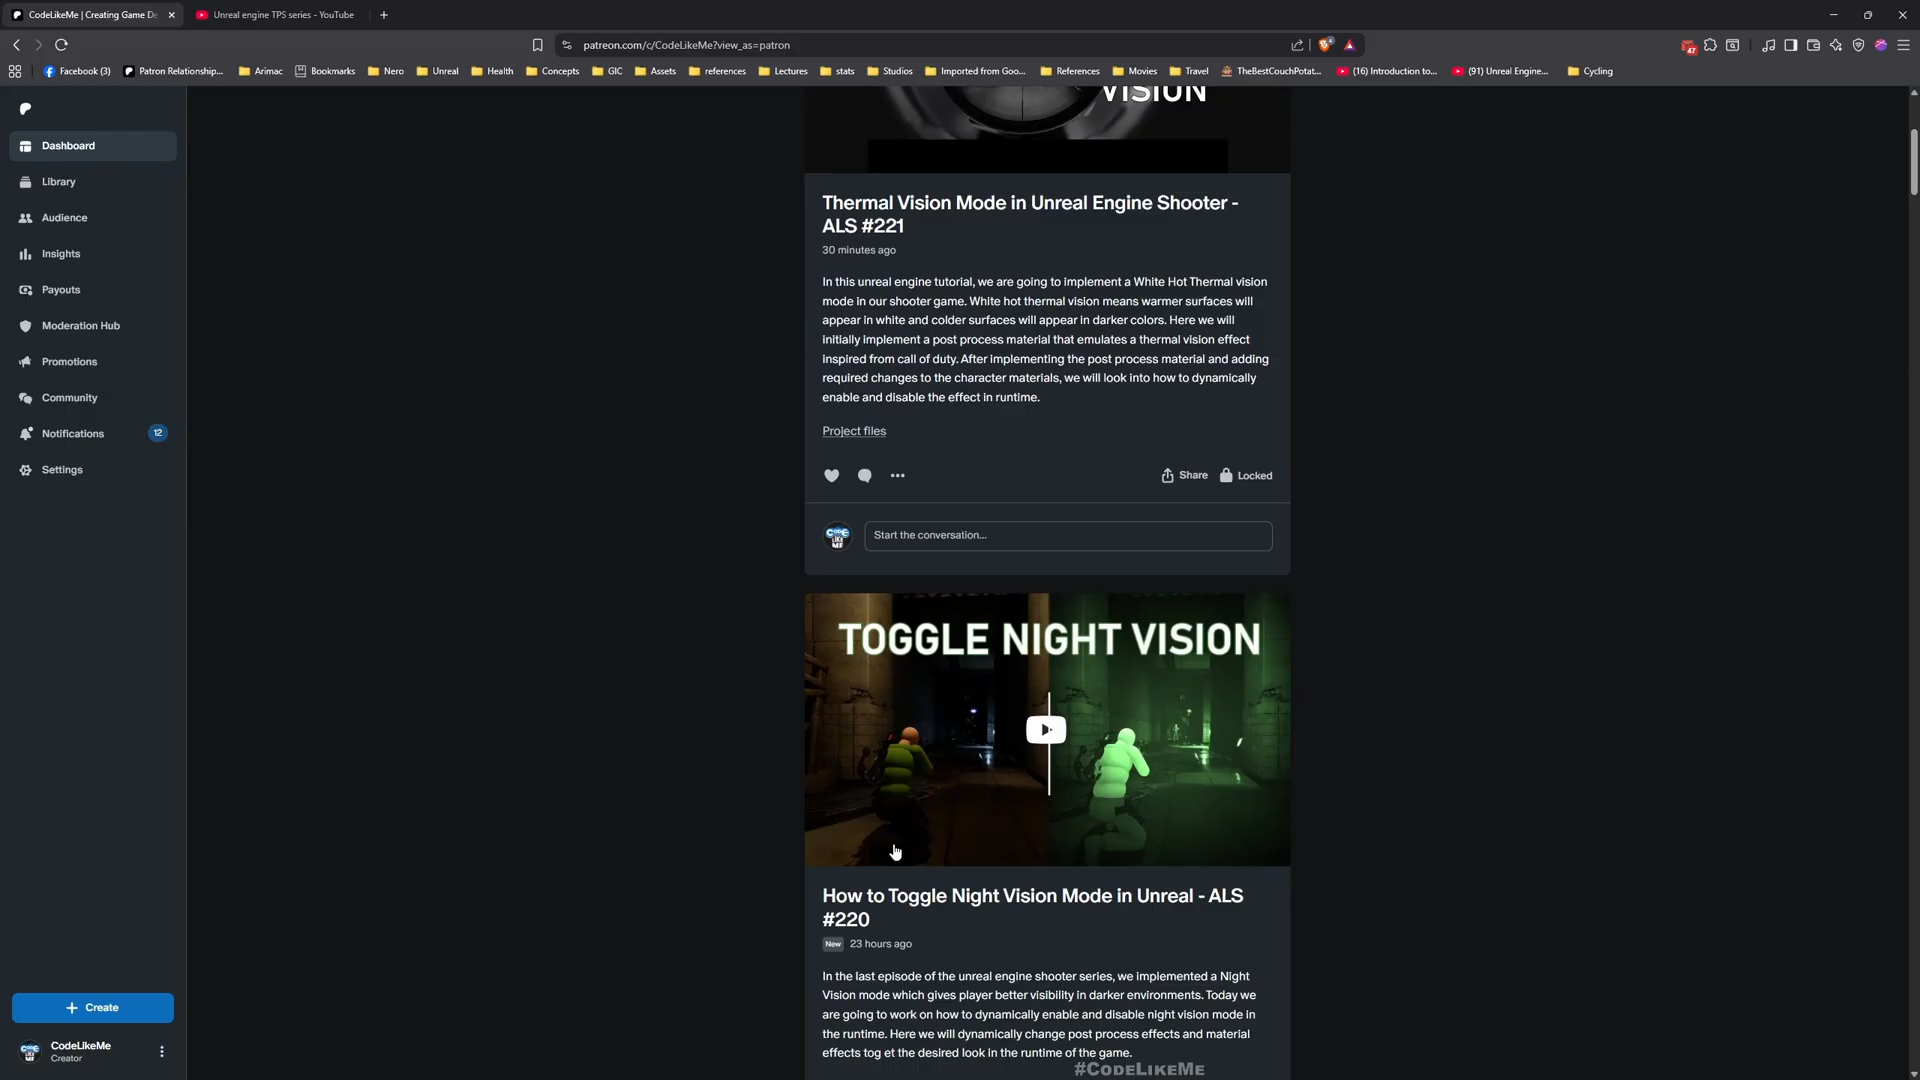 CodeLikeMe | Creating Game De
Unreal engine TPS series - YouTube
patreon.com/c/CodeLikeMe?view_as=patron
4
47
Facebook (3)
Patron Relationship...
Arimac
Bookmarks
Nero
Unreal
Health
Concepts
GIC
Assets
references
Lectures
stats
Studios
Imported from Goo...
References
Movies
Travel
TheBestCouchPotat...
(16) Introduction to...
(91) Unreal Engine...
Cycling
Dashboard
Library
Audience
Insights
Payouts
Moderation Hub
Promotions
Community
Notifications
12
Settings
Create
CodeLikeMe
Creator
VISION
Thermal Vision Mode in Unreal Engine Shooter -
ALS #221
30 minutes ago
In this unreal engine tutorial, we are going to implement a White Hot Thermal vision
mode in our shooter game. White hot thermal vision means warmer surfaces will
appear in white and colder surfaces will appear in darker colors. Here we will
initially implement a post process material that emulates a thermal vision effect
inspired from call of duty. After implementing the post process material and adding
required changes to the character materials, we will look into how to dynamically
enable and disable the effect in runtime.
Project files
Share
Locked
CODE LIKE ME
Start the conversation...
TOGGLE NIGHT VISION
How to Toggle Night Vision Mode in Unreal - ALS
#220
New 23 hours ago
In the last episode of the unreal engine shooter series, we implemented a Night
Vision mode which gives player better visibility in darker environments. Today we
are going to work on how to dynamically enable and disable night vision mode in
the runtime. Here we will dynamically change post process effects and material
effects tog et the desired look in the runtime of the game.
#CodeLikeMe